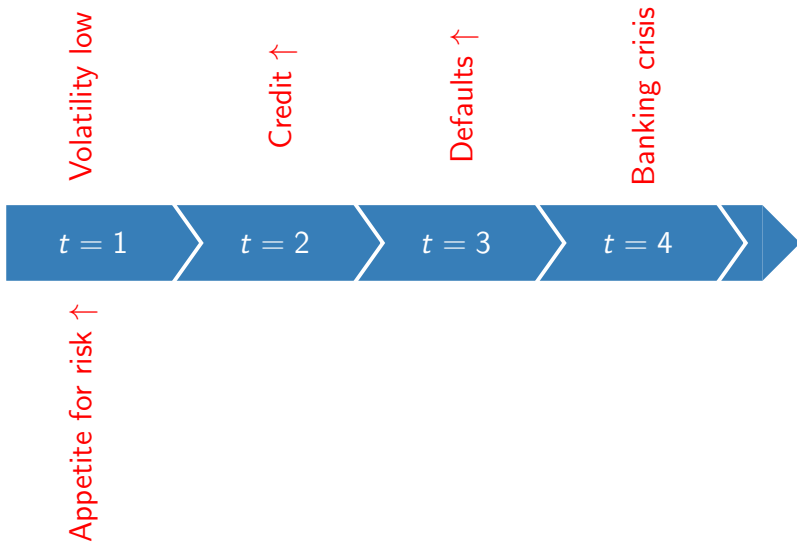 Volatility low
Credit ↑
Defaults ↑
Banking crisis
t = 1
t = 2
t = 3
t = 4
Appetite for risk ↑